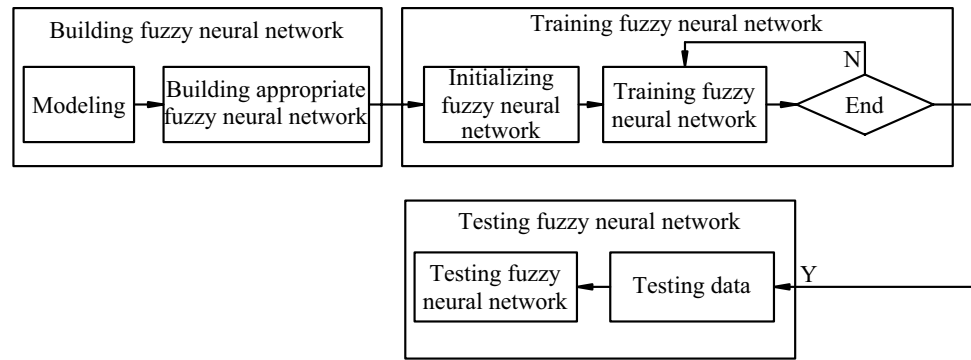 Building fuzzy neural network
Modeling
Building appropriate
fuzzy neural network
Training fuzzy neural network
Initializing
fuzzy neural
network
Training fuzzy
neural network
N
End
Testing fuzzy neural network
Testing fuzzy
neural network
Testing data
Y